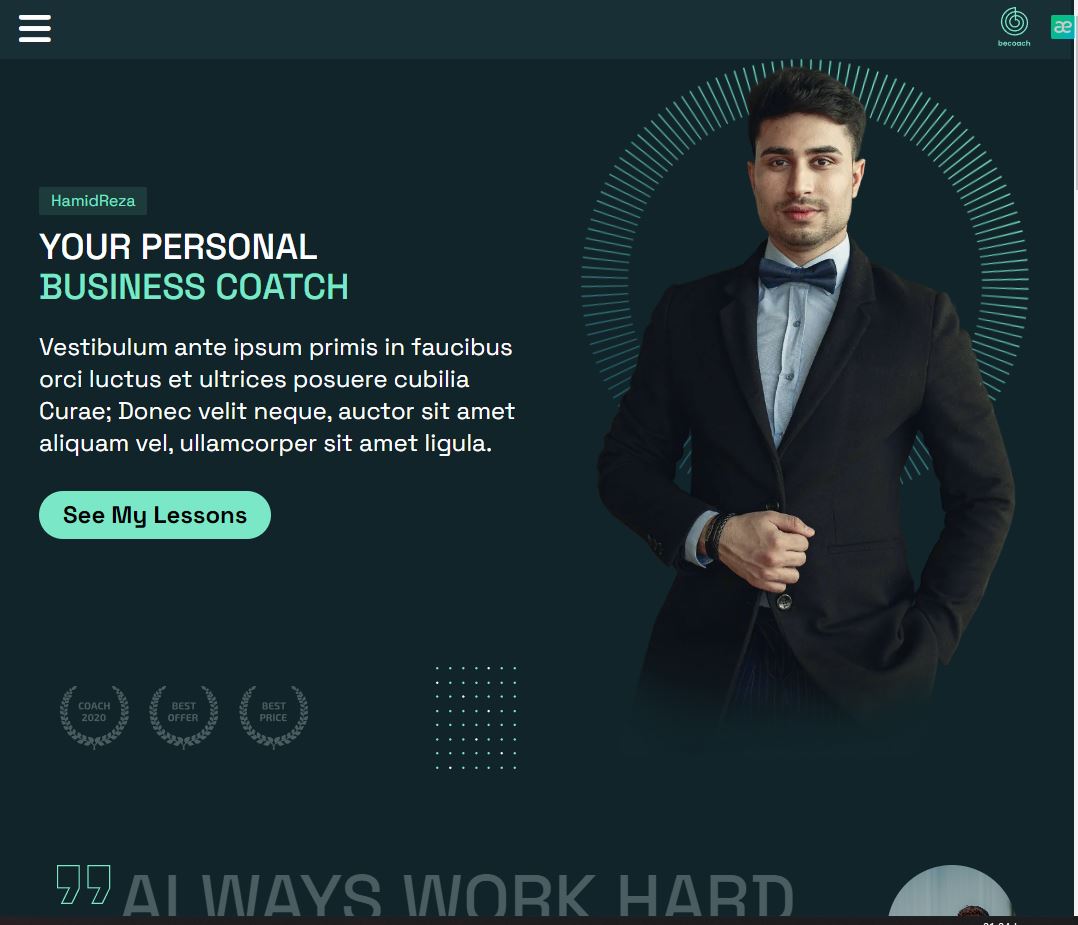 becoach
æ
HamidReza
YOUR PERSONAL
BUSINESS COATCH
Vestibulum ante ipsum primis in faucibus
orci luctus et ultrices posuere cubilia
Curae; Donec velit neque, auctor sit amet
aliquam vel, ullamcorper sit amet ligula.
See My Lessons
COACH
2020
BEST
OFFER
BEST
PRICE
ALWAYS WORK HARD